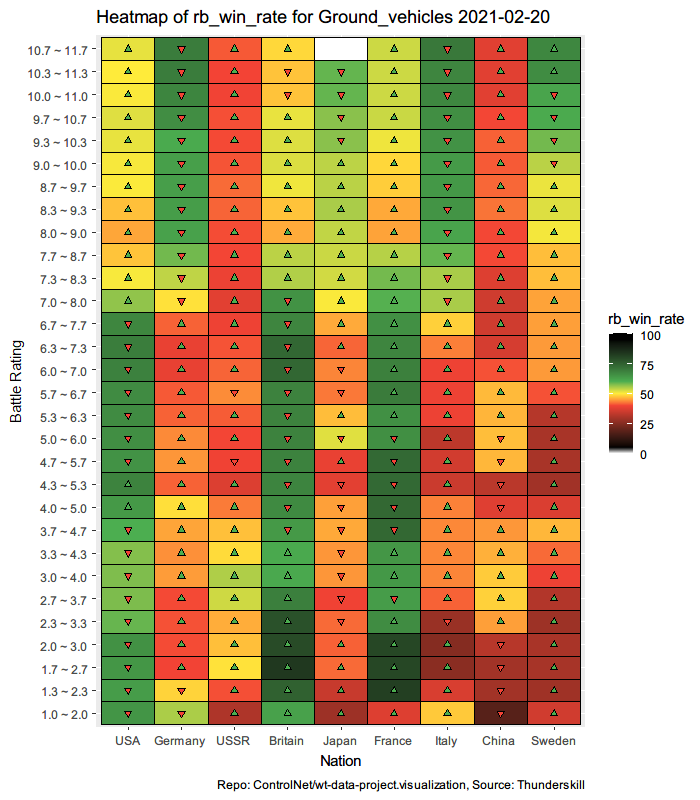 Heatmap of rb_win_rate for Ground_vehicles 2021-02-20
Battle Rating
10.7 ~ 11.7
10.3 ~ 11.3
10.0 ~ 11.0
9.7 ~ 10.7
9.3 ~ 10.3
9.0 ~ 10.0
8.7 ~ 9.7
8.3 ~ 9.3
8.0 ~ 9.0
7.7 ~ 8.7
7.3 ~ 8.3
7.0 ~ 8.0
6.7 ~ 7.7
6.3 ~ 7.3
6.0 ~ 7.0
5.7 ~ 6.7
5.3 ~ 6.3
5.0 ~ 6.0
4.7 ~ 5.7
4.3 ~ 5.3
4.0 ~ 5.0
3.7 ~ 4.7
3.3 ~ 4.3
3.0 ~ 4.0
2.7 ~ 3.7
2.3 ~ 3.3
2.0 ~ 3.0
1.7 ~ 2.7
1.3 ~ 2.3
1.0 ~ 2.0
USA Germany USSR Britain Japan France Italy China Sweden
Nation
rb_win_rate
100
75
50
25
0
Repo: ControlNet/wt-data-project.visualization, Source: Thunderskill